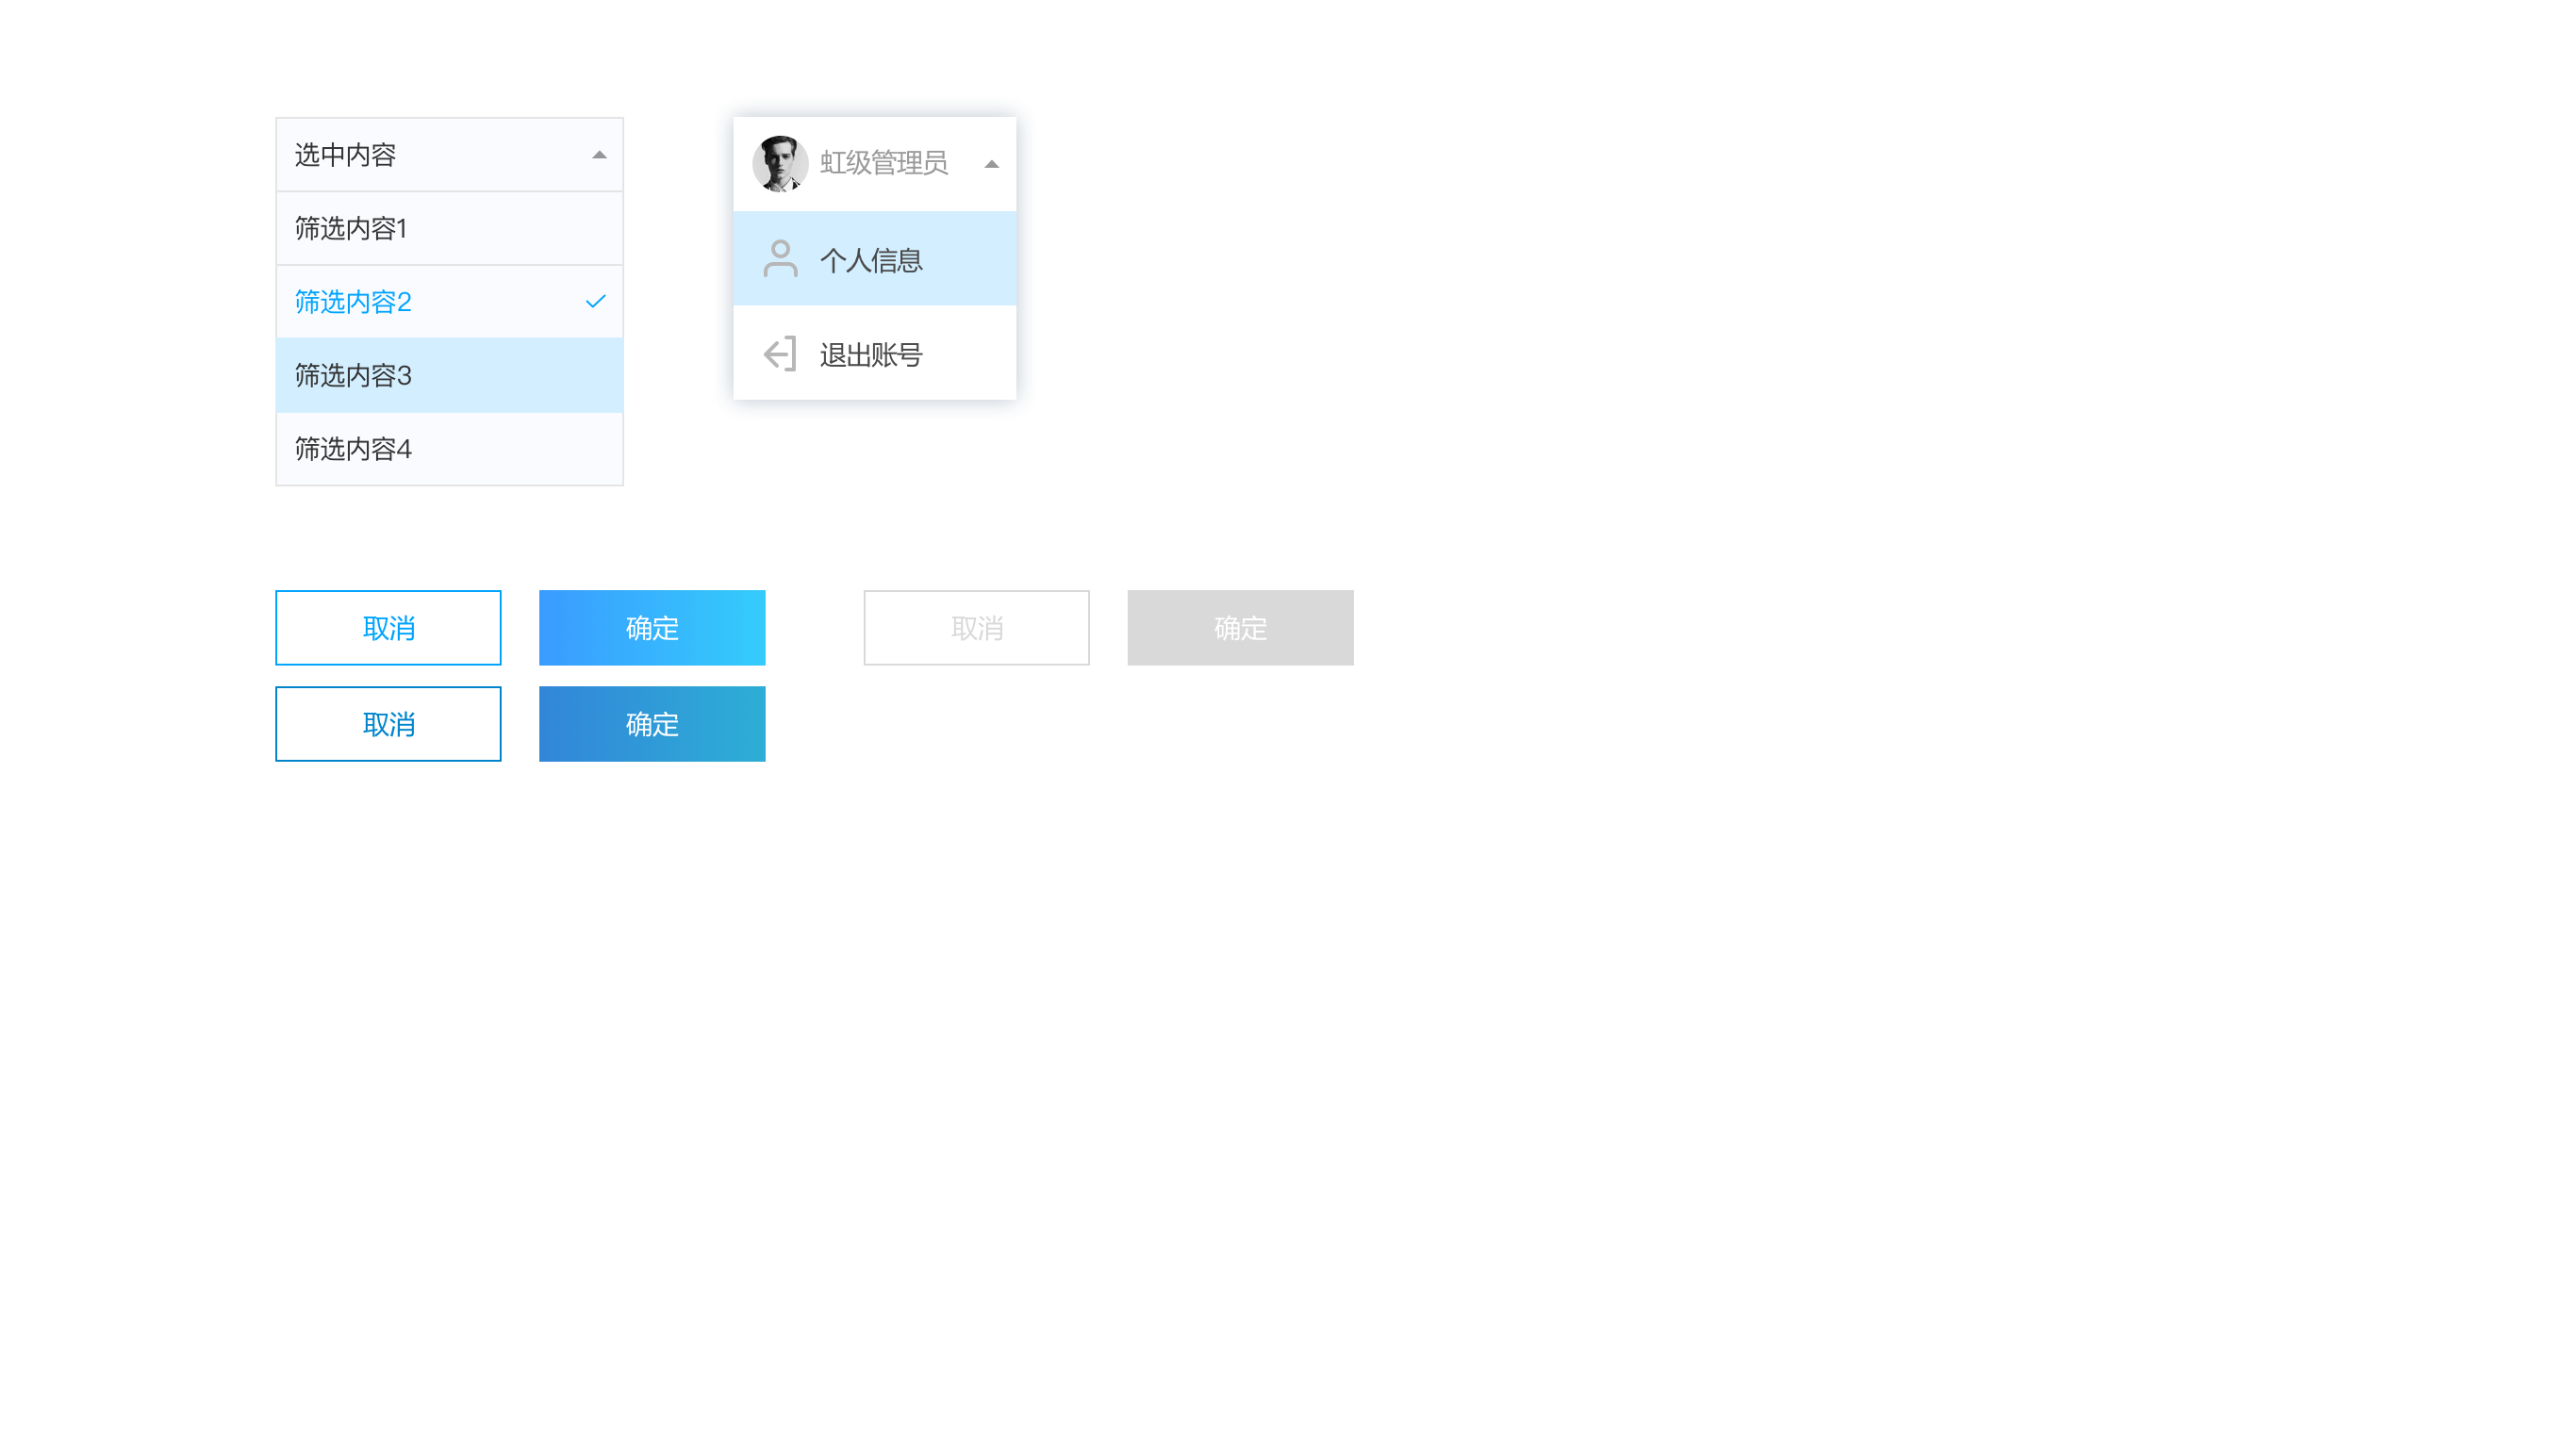 选中内容
筛选内容1
筛选内容2
筛选内容3
筛选内容4
虹级管理员
个人信息
退出账号
取消
确定
取消
确定
取消
确定